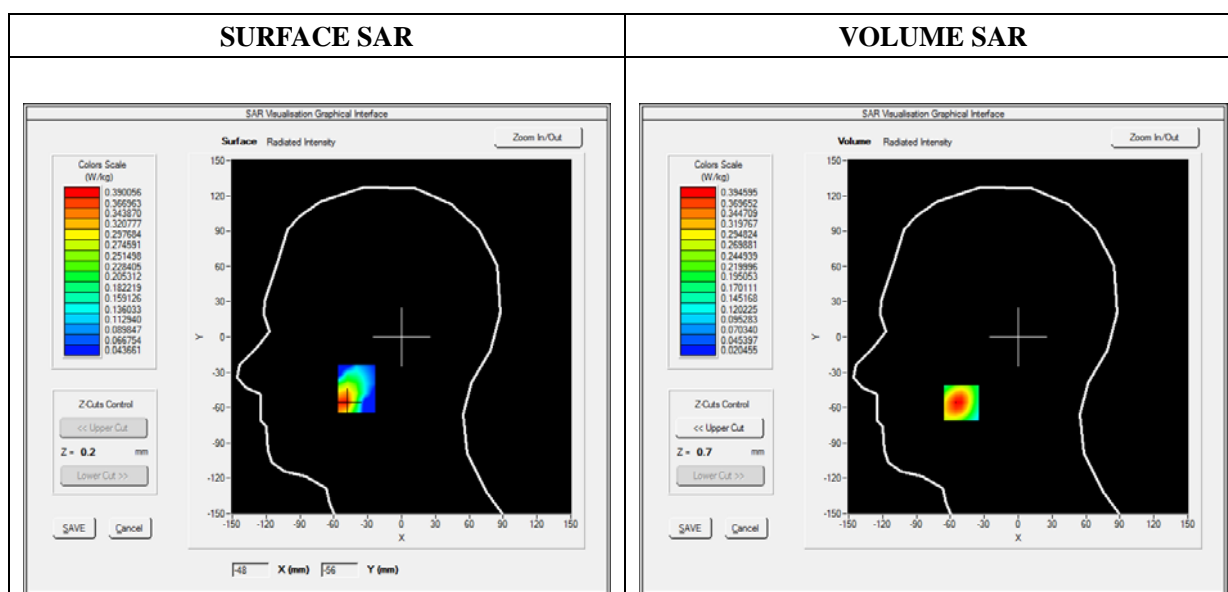 SURFACE SAR
VOLUME SAR
SAR Visualisation Graphical Interface
Surface Radiated Intensity
Zoom In/Out
Colors Scale
(W/kg)
0.390056
0.366963
0.343870
0.320777
0.297684
0.274591
0.251498
0.228405
0.205312
0.182219
0.159126
0.136033
0.112940
0.089847
0.066754
0.043661
Z-Cuts Control
<< Upper Cut
Z = 0.2 mm
Lower Cut >>
SAVE Cancel
150
120
90
60
30
Y 0
-30
-60
-90
-120
-150
-150 -120 -90 -60 -30 0 30 60 90 120 150
X
-48 X (mm) -56 Y (mm)
SAR Visualisation Graphical Interface
Volume Radiated Intensity
Zoom In/Out
Colors Scale
(W/kg)
0.394595
0.369652
0.344709
0.319767
0.294824
0.269881
0.244939
0.219996
0.195053
0.170111
0.145168
0.120225
0.095283
0.070340
0.045397
0.020455
Z-Cuts Control
<< Upper Cut
Z = 0.7 mm
Lower Cut >>
SAVE Cancel
150
120
90
60
30
Y 0
-30
-60
-90
-120
-150
-150 -120 -90 -60 -30 0 30 60 90 120 150
X